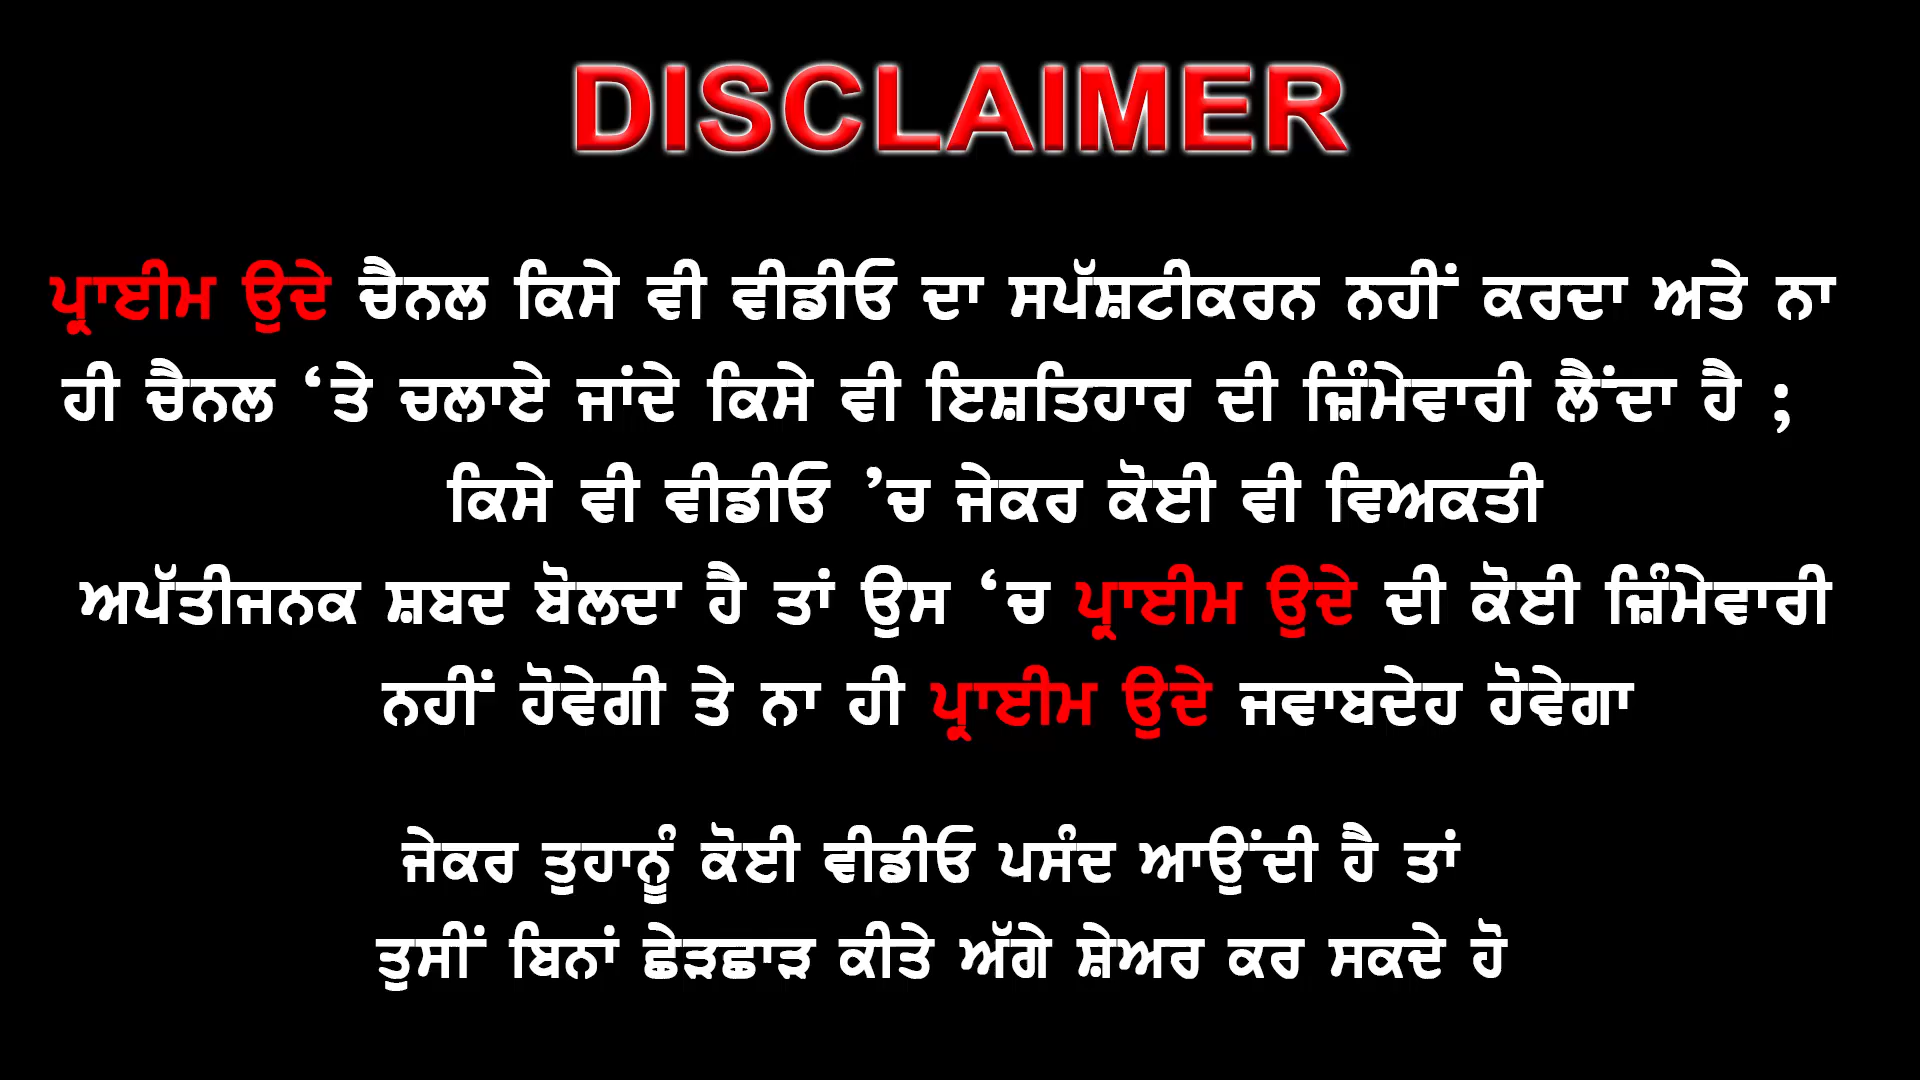 DISCLAIMER
ਪ੍ਰਾਈਮ ਉਦੇ ਚੈਨਲ ਕਿਸੇ ਵੀ ਵੀਡੀਓ ਦਾ ਸਪੱਸ਼ਟੀਕਰਨ ਨਹੀਂ ਕਰਦਾ ਅਤੇ ਨਾ
ਹੀ ਚੈਨਲ ‘ਤੇ ਚਲਾਏ ਜਾਂਦੇ ਕਿਸੇ ਵੀ ਇਸ਼ਤਿਹਾਰ ਦੀ ਜ਼ਿੰਮੇਵਾਰੀ ਲੈਂਦਾ ਹੈ ;
ਕਿਸੇ ਵੀ ਵੀਡੀਓ ’ਚ ਜੇਕਰ ਕੋਈ ਵੀ ਵਿਅਕਤੀ
ਅਪੱਤੀਜਨਕ ਸ਼ਬਦ ਬੋਲਦਾ ਹੈ ਤਾਂ ਉਸ ‘ਚ ਪ੍ਰਾਈਮ ਉਦੇ ਦੀ ਕੋਈ ਜ਼ਿੰਮੇਵਾਰੀ
ਨਹੀਂ ਹੋਵੇਗੀ ਤੇ ਨਾ ਹੀ ਪ੍ਰਾਈਮ ਉਦੇ ਜਵਾਬਦੇਹ ਹੋਵੇਗਾ
ਜੇਕਰ ਤੁਹਾਨੂੰ ਕੋਈ ਵੀਡੀਓ ਪਸੰਦ ਆਉਂਦੀ ਹੈ ਤਾਂ
ਤੁਸੀਂ ਬਿਨਾਂ ਛੇੜਛਾੜ ਕੀਤੇ ਅੱਗੇ ਸ਼ੇਅਰ ਕਰ ਸਕਦੇ ਹੋ